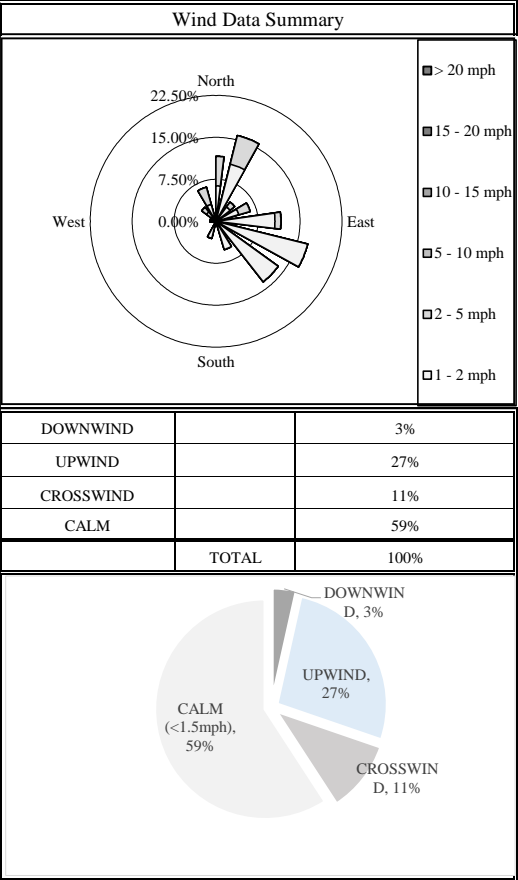 Wind Data Summary
North
22.50%
15.00%
7.50%
West
0.00%
East
South
> 20 mph
15 - 20 mph
10 - 15 mph
5 - 10 mph
2 - 5 mph
1 - 2 mph
DOWNWIND 3%
UPWIND 27%
CROSSWIND 11%
CALM 59%
TOTAL 100%
DOWNWIN
D, 3%
UPWIND,
27%
CALM
(<1.5mph),
59%
CROSSWIN
D, 11%